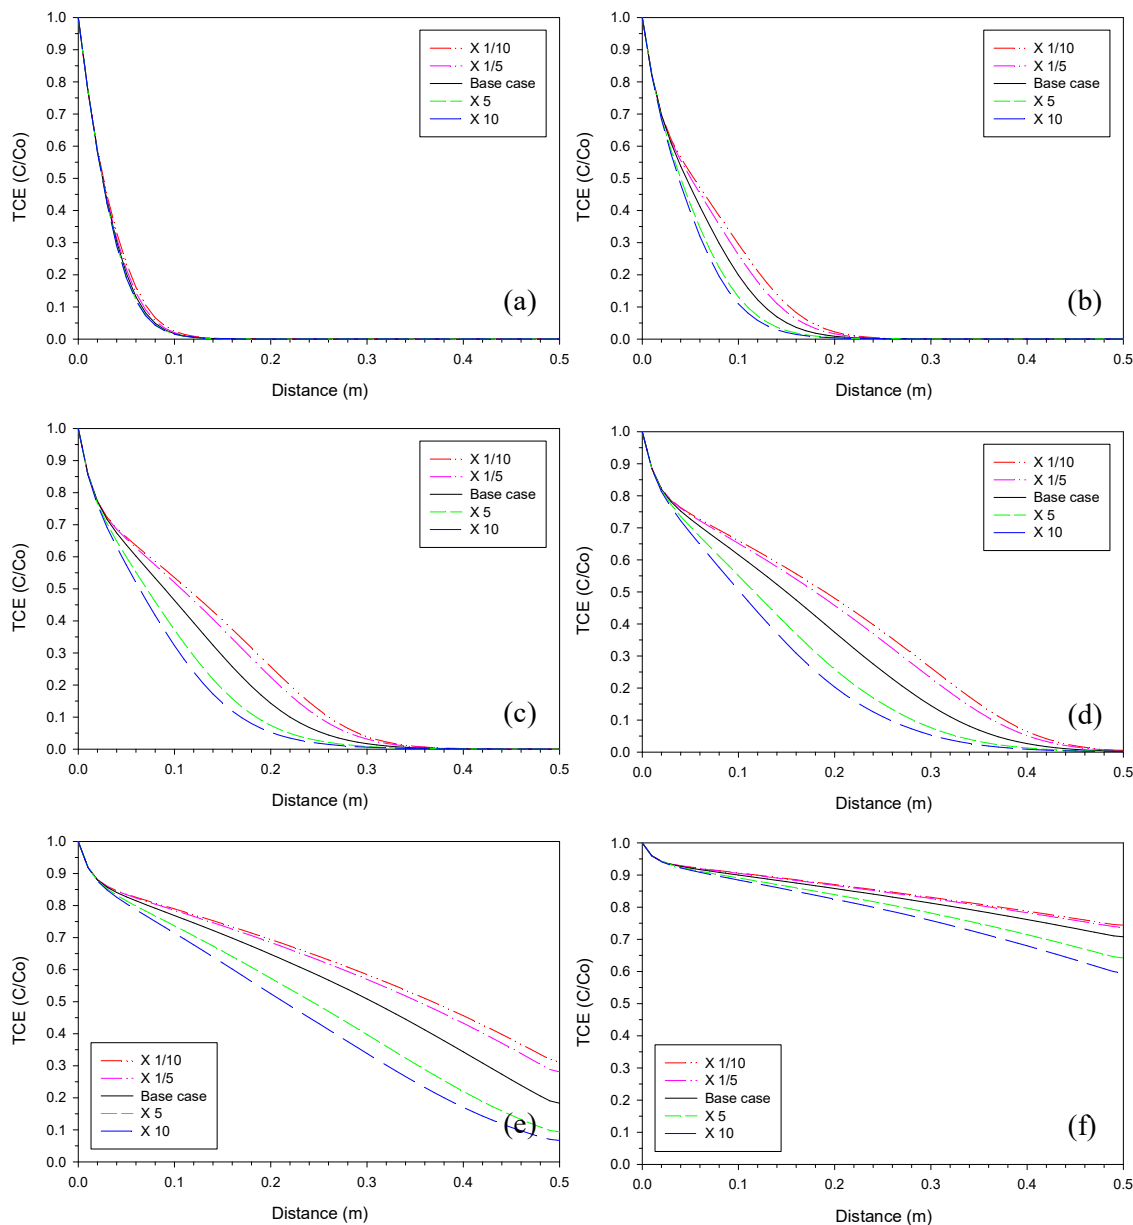 1.0
0.9
0.8
0.7
0.6
0.5
0.4
0.3
0.2
0.1
0.0
TCE (C/Co)
X 1/10
X 1/5
Base case
X 5
X 10
(a)
0.0 0.1 0.2 0.3 0.4 0.5
Distance (m)
1.0
0.9
0.8
0.7
0.6
0.5
0.4
0.3
0.2
0.1
0.0
TCE (C/Co)
X 1/10
X 1/5
Base case
X 5
X 10
(b)
0.0 0.1 0.2 0.3 0.4 0.5
Distance (m)
1.0
0.9
0.8
0.7
0.6
0.5
0.4
0.3
0.2
0.1
0.0
TCE (C/Co)
X 1/10
X 1/5
Base case
X 5
X 10
(c)
0.0 0.1 0.2 0.3 0.4 0.5
Distance (m)
1.0
0.9
0.8
0.7
0.6
0.5
0.4
0.3
0.2
0.1
0.0
TCE (C/Co)
X 1/10
X 1/5
Base case
X 5
X 10
(d)
0.0 0.1 0.2 0.3 0.4 0.5
Distance (m)
1.0
0.9
0.8
0.7
0.6
0.5
0.4
0.3
0.2
0.1
0.0
TCE (C/Co)
X 1/10
X 1/5
Base case
X 5
X 10
(e)
0.0 0.1 0.2 0.3 0.4 0.5
Distance (m)
1.0
0.9
0.8
0.7
0.6
0.5
0.4
0.3
0.2
0.1
0.0
TCE (C/Co)
X 1/10
X 1/5
Base case
X 5
X 10
(f)
0.0 0.1 0.2 0.3 0.4 0.5
Distance (m)